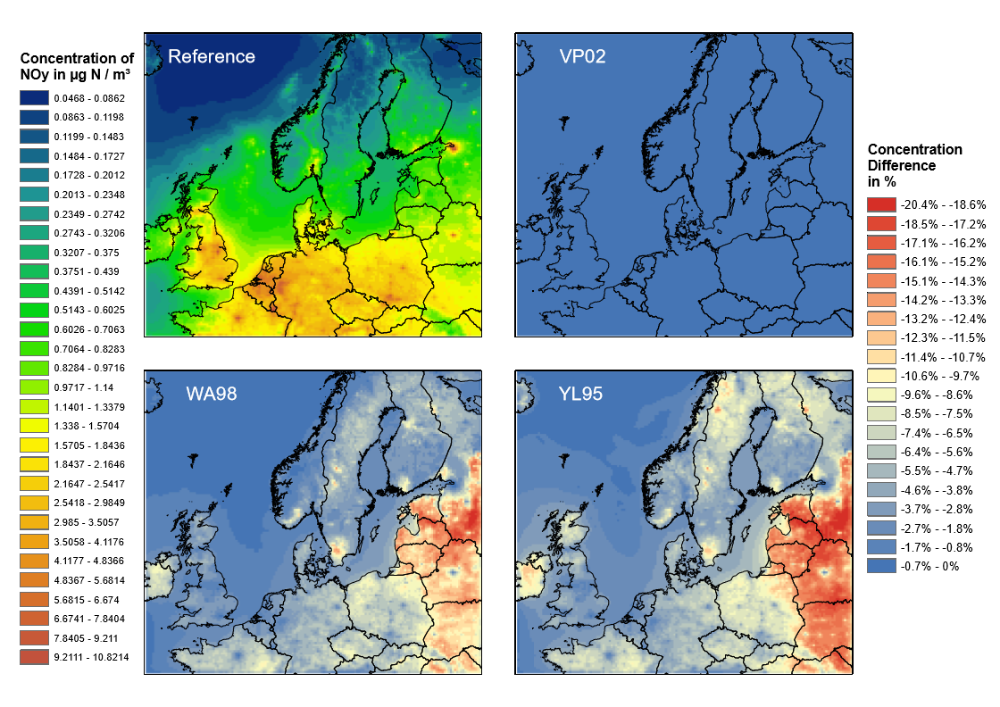 Concentration of
NOy in µg N / m³
0.0468 - 0.0862
0.0863 - 0.1198
0.1199 - 0.1483
0.1484 - 0.1727
0.1728 - 0.2012
0.2013 - 0.2348
0.2349 - 0.2742
0.2743 - 0.3206
0.3207 - 0.375
0.3751 - 0.439
0.4391 - 0.5142
0.5143 - 0.6025
0.6026 - 0.7063
0.7064 - 0.8283
0.8284 - 0.9716
0.9717 - 1.14
1.1401 - 1.3379
1.338 - 1.5704
1.5705 - 1.8436
1.8437 - 2.1646
2.1647 - 2.5417
2.5418 - 2.9849
2.985 - 3.5057
3.5058 - 4.1176
4.1177 - 4.8366
4.8367 - 5.6814
5.6815 - 6.674
6.6741 - 7.8404
7.8405 - 9.211
9.2111 - 10.8214
Reference
VP02
WA98
YL95
Concentration
Difference
in %
-20.4% - -18.6%
-18.5% - -17.2%
-17.1% - -16.2%
-16.1% - -15.2%
-15.1% - -14.3%
-14.2% - -13.3%
-13.2% - -12.4%
-12.3% - -11.5%
-11.4% - -10.7%
-10.6% - -9.7%
-9.6% - -8.6%
-8.5% - -7.5%
-7.4% - -6.5%
-6.4% - -5.6%
-5.5% - -4.7%
-4.6% - -3.8%
-3.7% - -2.8%
-2.7% - -1.8%
-1.7% - -0.8%
-0.7% - 0%